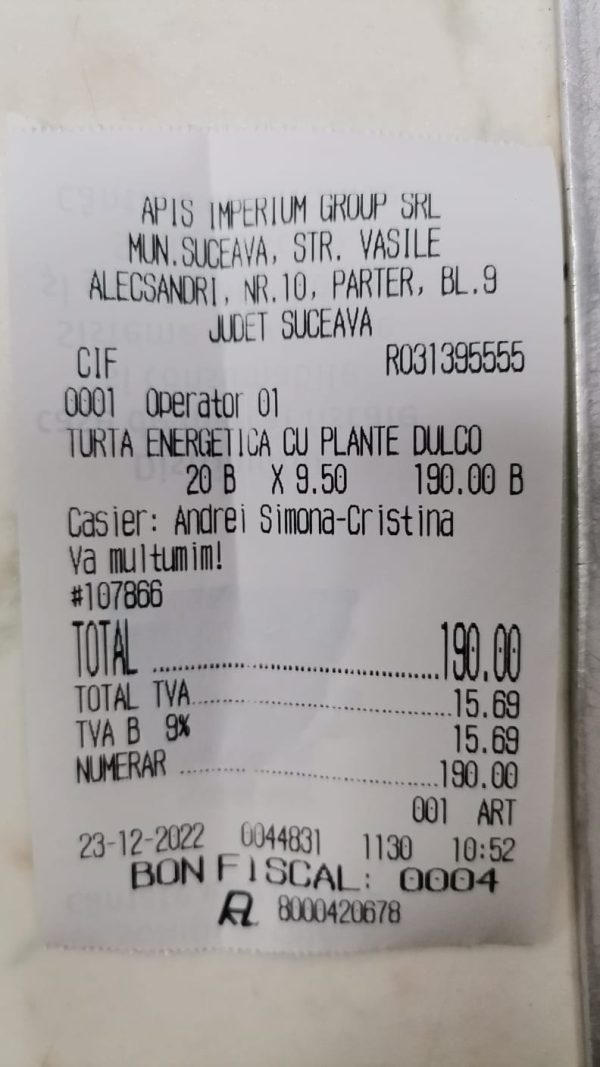 APIS IMPERIUM GROUP SRL
MUN.SUCEAVA, STR. VASILE
ALECSANDRI, NR.10, PARTER, BL.9
JUDET SUCEAVA
CIF RO31395555
0001 Operator 01
TURTA ENERGETICA CU PLANTE DULCO
20 B X 9.50 190.00 B
Casier: Andrei Simona-Cristina
Va multumim!
#107866
TOTAL ........................................190.00
TOTAL TVA........................................15.69
TVA B 9% 15.69
NUMERAR ........................................190.00
001 ART
23-12-2022 0044831 1130 10:52
BON FISCAL: 0004
8000420678